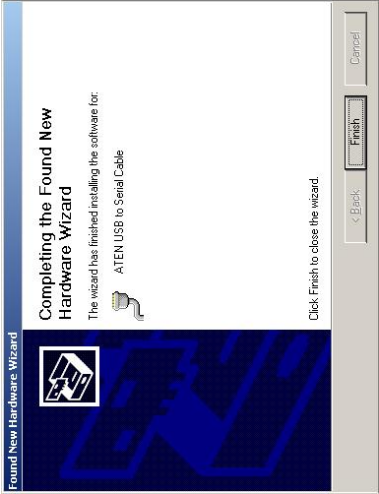 Found New Hardware Wizard
Completing the Found New
Hardware Wizard
The wizard has finished installing the software for:
ATEN USB to Serial Cable
Click Finish to close the wizard.
< Back
Finish
Cancel